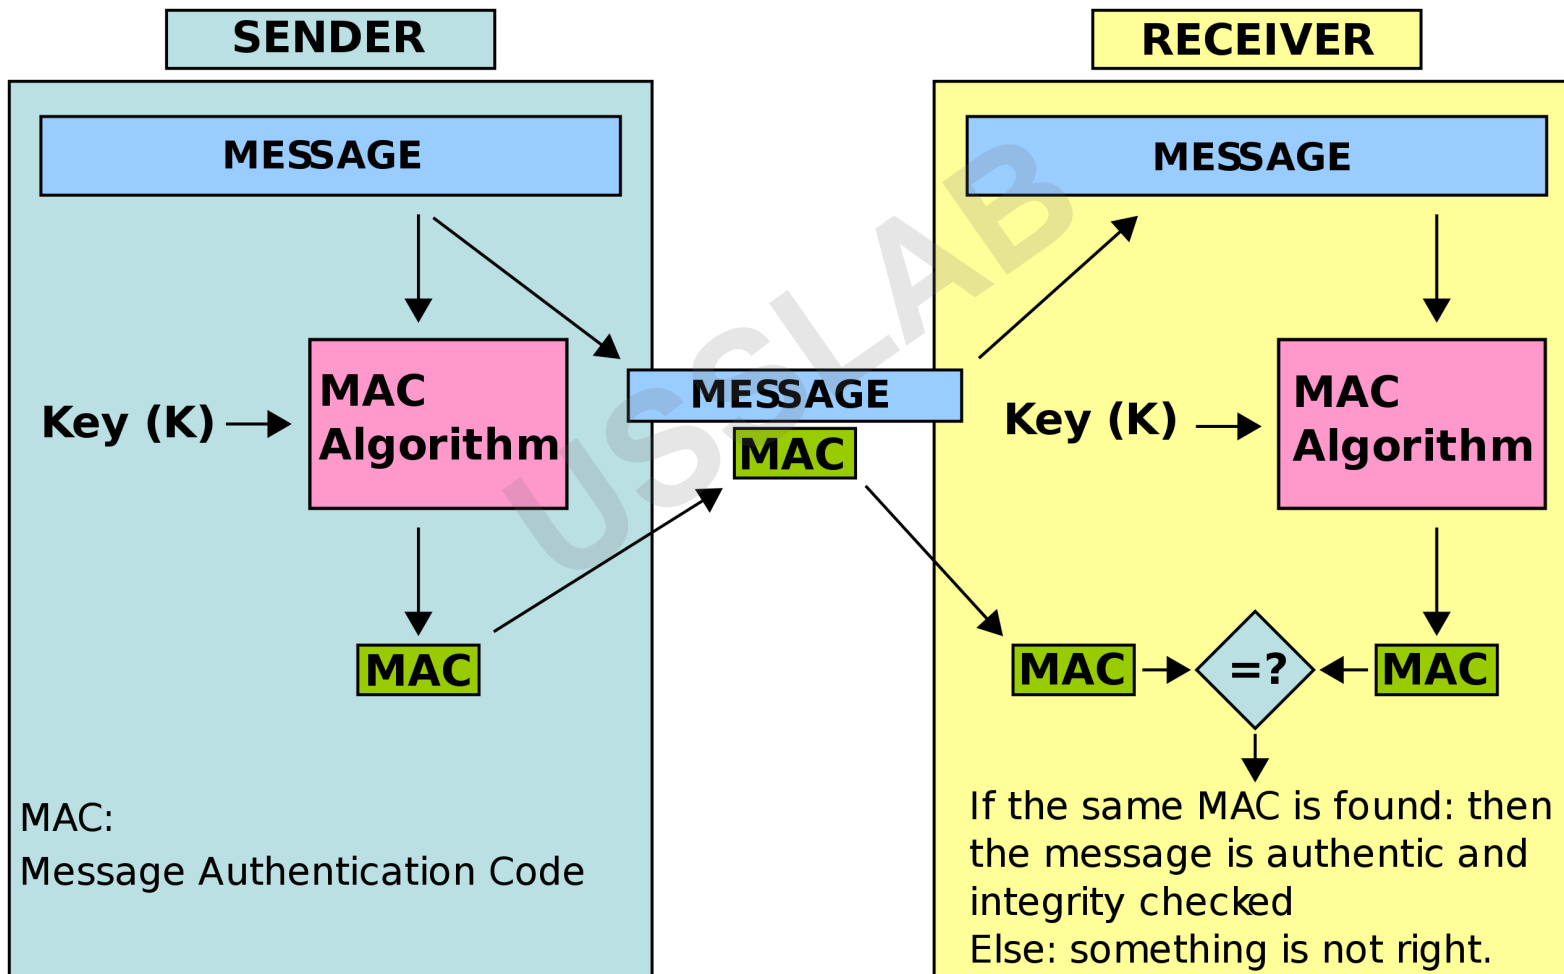 SENDER
RECEIVER
MESSAGE
MESSAGE
Key (K)
MAC
Algorithm
MESSAGE
MAC
Key (K)
MAC
Algorithm
MAC
MAC
=?
MAC
MAC:
Message Authentication Code
If the same MAC is found: then
the message is authentic and
integrity checked
Else: something is not right.
USSLAB